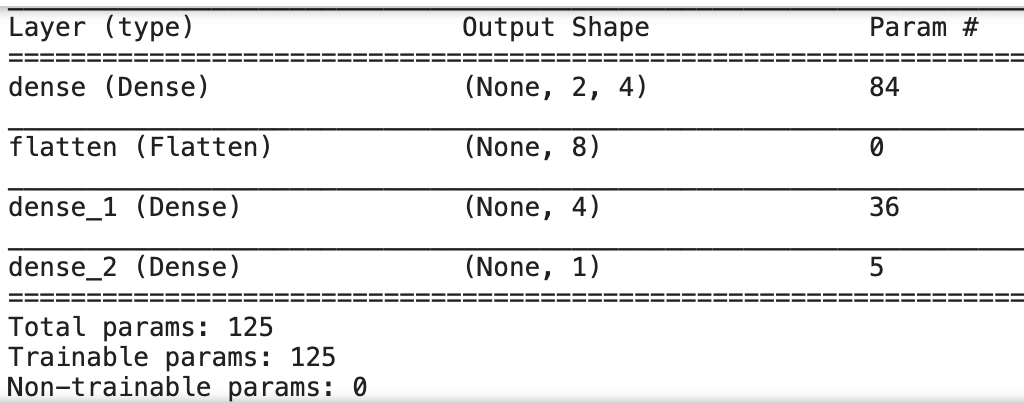 Layer (type) Output Shape Param #
dense (Dense) (None, 2, 4) 84
flatten (Flatten) (None, 8) 0
dense_1 (Dense) (None, 4) 36
dense_2 (Dense) (None, 1) 5
Total params: 125
Trainable params: 125
Non-trainable params: 0